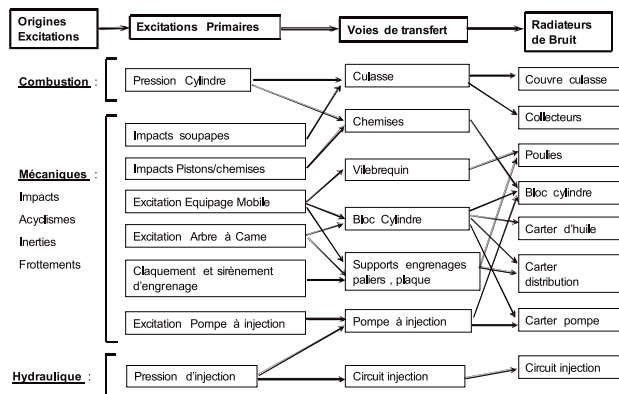 Origines
Excitations
Excitations Primaires
Voies de transfert
Radiateurs
de Bruit
Combustion :
Pression Cylindre
Culasse
Couvre culasse
Collecteurs
Mécaniques :
Impacts
Acyclismes
Inerties
Frottements
Impacts soupapes
Impacts Pistons/chemises
Excitation Equipage Mobile
Excitation Arbre à Came
Claquement et sirènement
d'engrenage
Excitation Pompe à injection
Chemises
Vilebrequin
Bloc Cylindre
Supports engrenages
paliers , plaque
Pompe à injection
Poulies
Bloc cylindre
Carter d'huile
Carter
distribution
Carter pompe
Hydraulique :
Pression d'injection
Circuit injection
Circuit injection